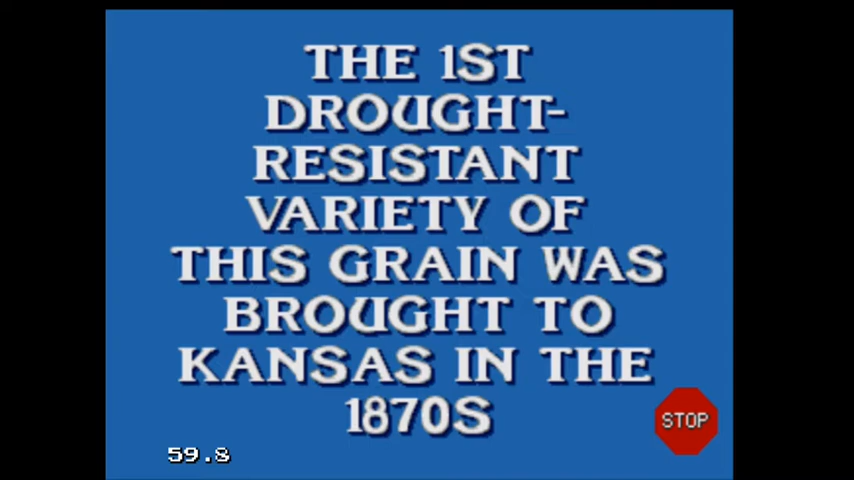 THE 1ST
DROUGHT-
RESISTANT
VARIETY OF
THIS GRAIN WAS
BROUGHT TO
KANSAS IN THE
1870S
STOP
59.8